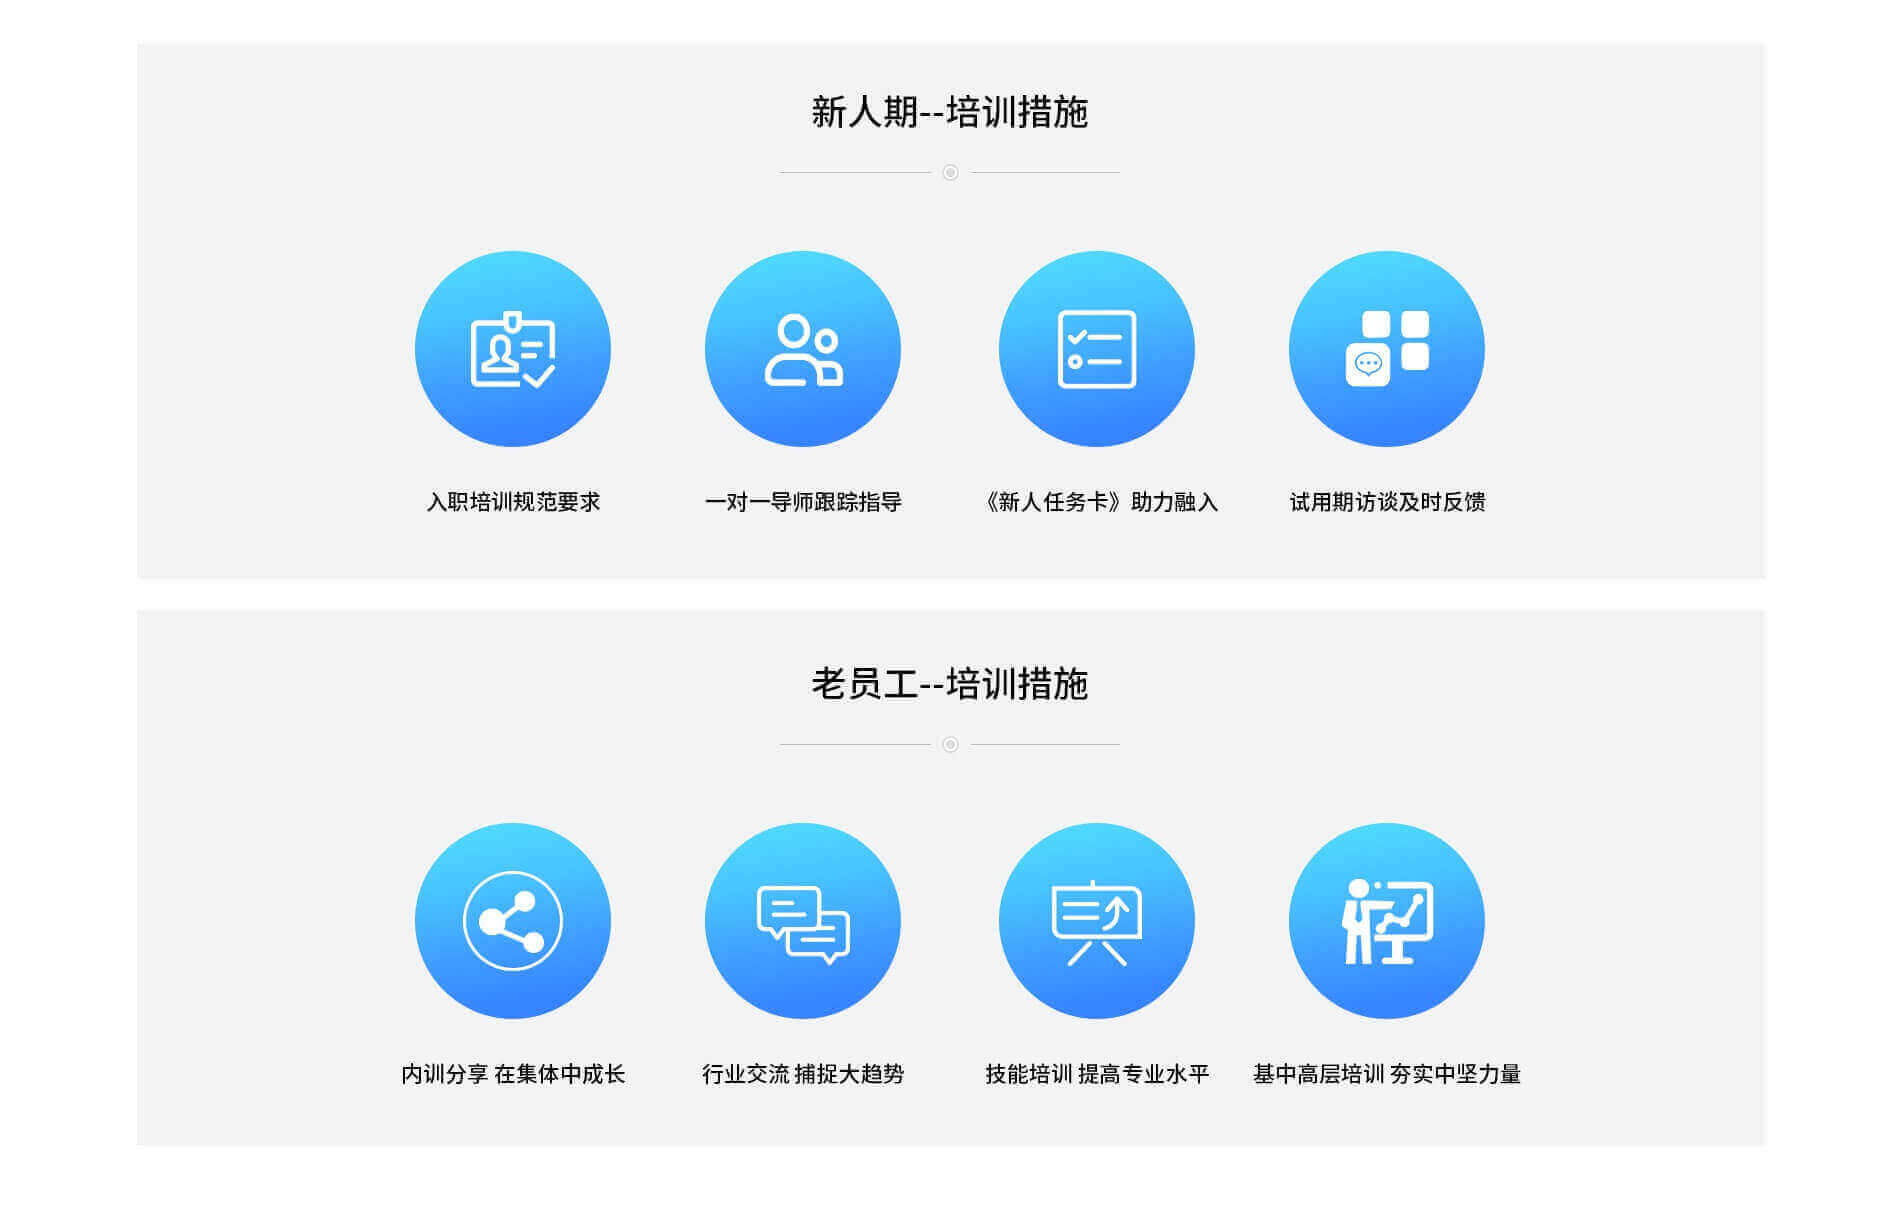 新人期--培训措施
入职培训规范要求
一对一导师跟踪指导
《新人任务卡》助力融入
试用期访谈及时反馈
老员工--培训措施
内训分享 在集体中成长
行业交流 捕捉大趋势
技能培训 提高专业水平
基中高层培训 夯实中坚力量